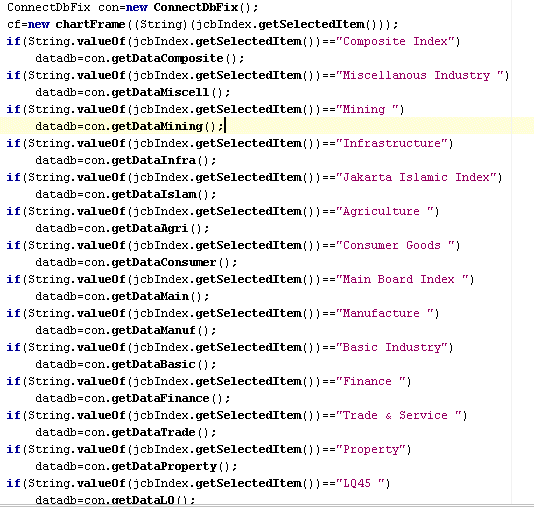 ConnectDbFix con=new ConnectDbFix();
cf=new chartFrame((String)(jcbIndex.getSelectedItem()));
if(String.valueOf(jcbIndex.getSelectedItem())=="Composite Index")
datadb=con.getDataComposite();
if(String.valueOf(jcbIndex.getSelectedItem())=="Miscellanous Industry ")
datadb=con.getDataMiscell();
if(String.valueOf(jcbIndex.getSelectedItem())=="Mining ")
datadb=con.getDataMining();
if(String.valueOf(jcbIndex.getSelectedItem())=="Infrastructure")
datadb=con.getDataInfra();
if(String.valueOf(jcbIndex.getSelectedItem())=="Jakarta Islamic Index")
datadb=con.getDataIslam();
if(String.valueOf(jcbIndex.getSelectedItem())=="Agriculture ")
datadb=con.getDataAgri();
if(String.valueOf(jcbIndex.getSelectedItem())=="Consumer Goods ")
datadb=con.getDataConsumer();
if(String.valueOf(jcbIndex.getSelectedItem())=="Main Board Index ")
datadb=con.getDataMain();
if(String.valueOf(jcbIndex.getSelectedItem())=="Manufacture ")
datadb=con.getDataManuf();
if(String.valueOf(jcbIndex.getSelectedItem())=="Basic Industry")
datadb=con.getDataBasic();
if(String.valueOf(jcbIndex.getSelectedItem())=="Finance ")
datadb=con.getDataFinance();
if(String.valueOf(jcbIndex.getSelectedItem())=="Trade & Service ")
datadb=con.getDataTrade();
if(String.valueOf(jcbIndex.getSelectedItem())=="Property")
datadb=con.getDataProperty();
if(String.valueOf(jcbIndex.getSelectedItem())=="LQ45 ")
datadb=con.getDataLQ();